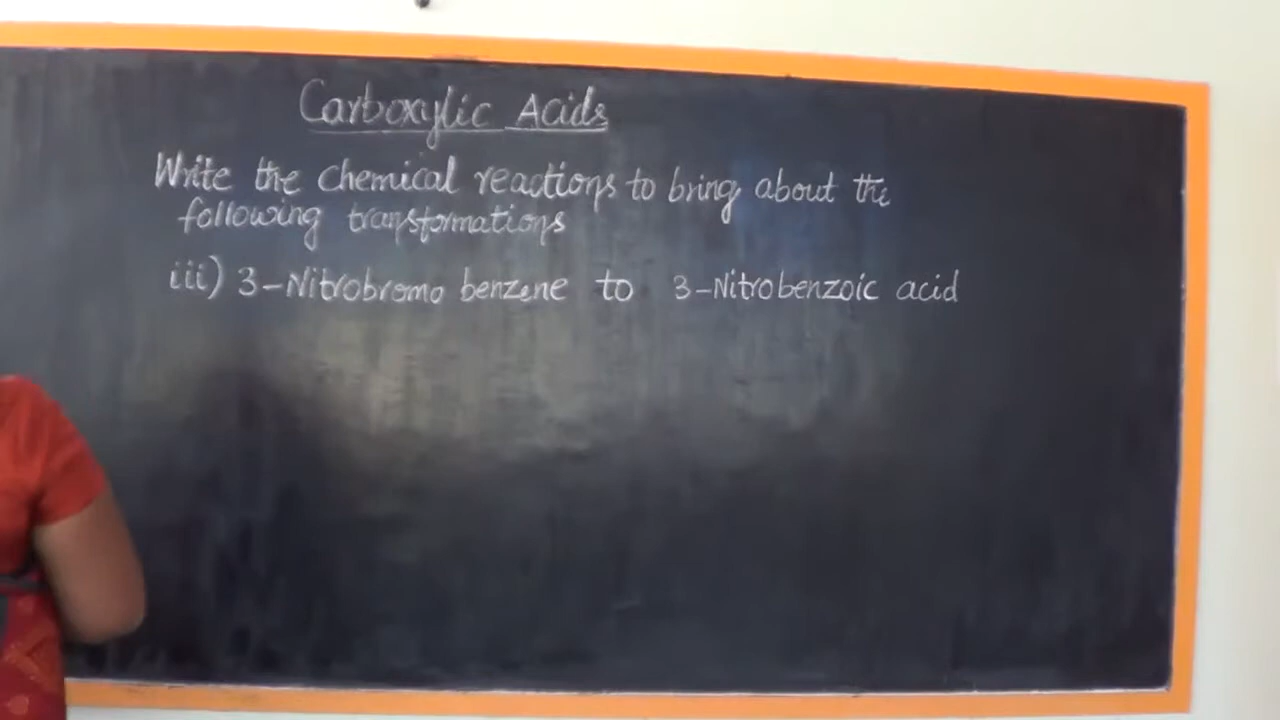 Carboxylic Acids
Write the chemical reactions to bring about the
following transformations
iii) 3-Nitrobromo benzene to 3-Nitrobenzoic acid